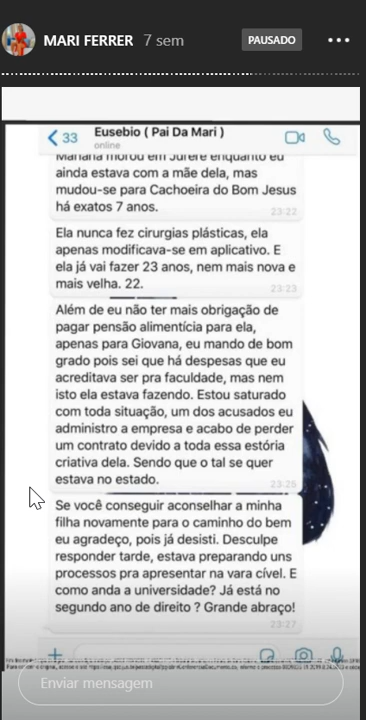 MARI FERRER 7 sem PAUSADO
33 Eusebio ( Pai Da Mari )
online
Mariana morou em Jurerê enquanto eu
ainda estava com a mãe dela, mas
mudou-se para Cachoeira do Bom Jesus
há exatos 7 anos.
23:22
Ela nunca fez cirurgias plásticas, ela
apenas modificava-se em aplicativo. E
ela já vai fazer 23 anos, nem mais nova e
mais velha. 22.
23:23
Além de eu não ter mais obrigação de
pagar pensão alimentícia para ela,
apenas para Giovana, eu mando de bom
grado pois sei que há despesas que eu
acreditava ser pra faculdade, mas nem
isto ela estava fazendo. Estou saturado
com toda situação, um dos acusados eu
administro a empresa e acabo de perder
um contrato devido a toda essa estória
criativa dela. Sendo que o tal se quer
estava no estado.
23:25
Se você conseguir aconselhar a minha
filha novamente para o caminho do bem
eu agradeço, pois já desisti. Desculpe
responder tarde, estava preparando uns
processos pra apresentar na vara cível. E
como anda a universidade? Já está no
segundo ano de direito ? Grande abraço!
23:27
Enviar mensagem